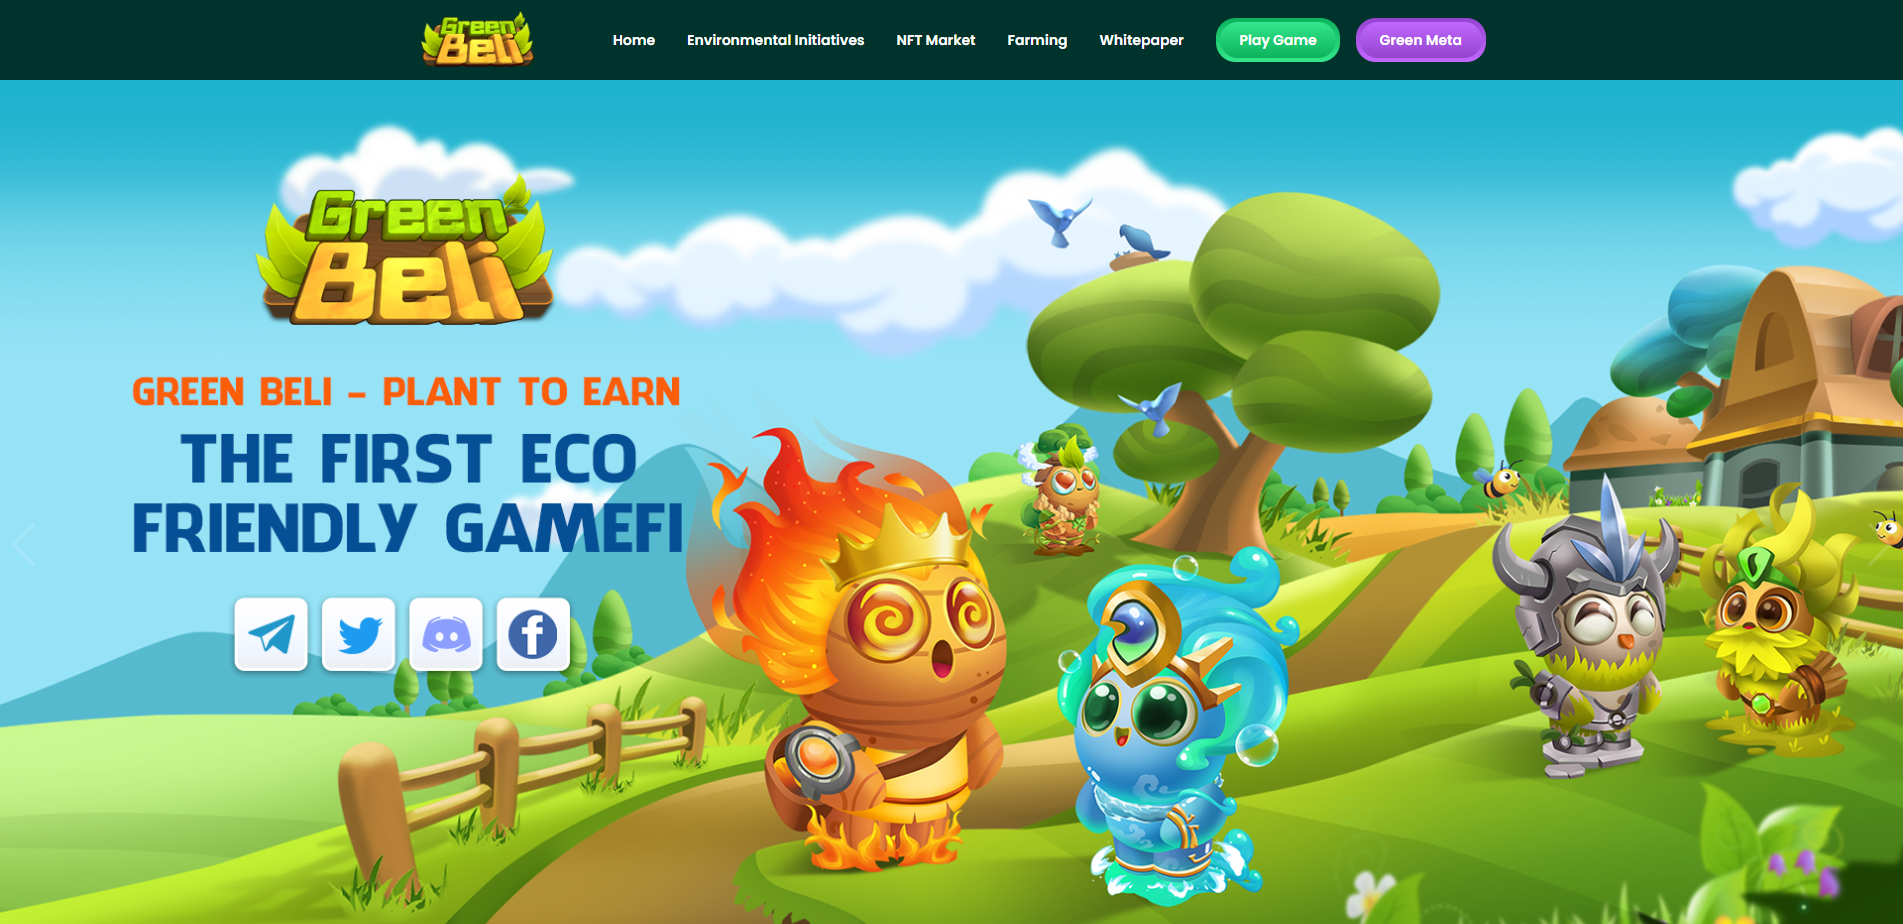 Green
Beli
Home
Environmental Initiatives
NFT Market
Farming
Whitepaper
Play Game
Green Meta
Green
Beli
GREEN BELI - PLANT TO EARN
THE FIRST ECO
FRIENDLY GAMEFI